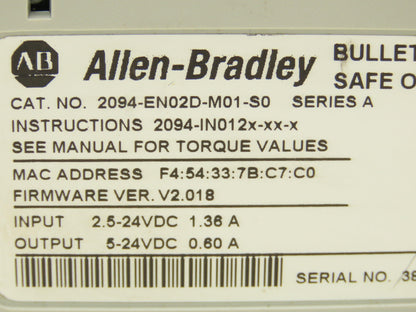 AB Allen-Bradley BULLET
SAFE O
CAT. NO. 2094-EN02D-M01-S0 SERIES A
INSTRUCTIONS 2094-IN012x-xx-x
SEE MANUAL FOR TORQUE VALUES
MAC ADDRESS F4:54:33:7B:C7:C0
FIRMWARE VER. V2.018
INPUT 2.5-24VDC 1.36 A
OUTPUT 5-24VDC 0.60 A
SERIAL NO. 38